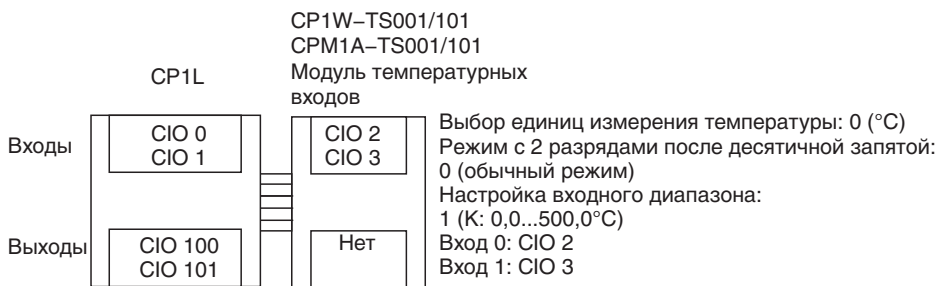 CP1W–TS001/101
CPM1A–TS001/101
Модуль температурных
входов
CP1L
Входы
CIO 0
CIO 1
CIO 2
CIO 3
Выходы
CIO 100
CIO 101
Нет
Выбор единиц измерения температуры: 0 (°C)
Режим с 2 разрядами после десятичной запятой:
0 (обычный режим)
Настройка входного диапазона:
1 (K: 0,0...500,0°C)
Вход 0: CIO 2
Вход 1: CIO 3